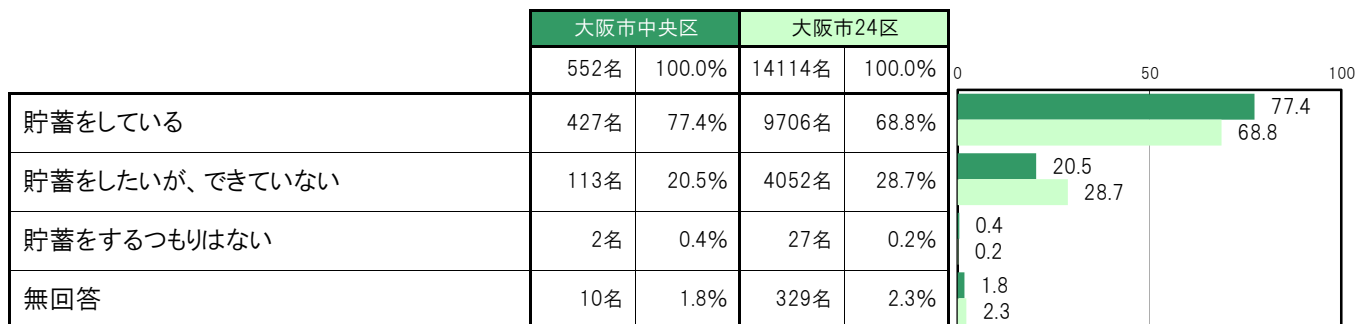 大阪市中央区 大阪市24区
552名 100.0% 14114名 100.0% 0 50 100
貯蓄をしている 427名 77.4% 9706名 68.8% 77.4
68.8
貯蓄をしたいが、できていない 113名 20.5% 4052名 28.7% 20.5
28.7
貯蓄をするつもりはない 2名 0.4% 27名 0.2% 0.4
0.2
無回答 10名 1.8% 329名 2.3% 1.8
2.3